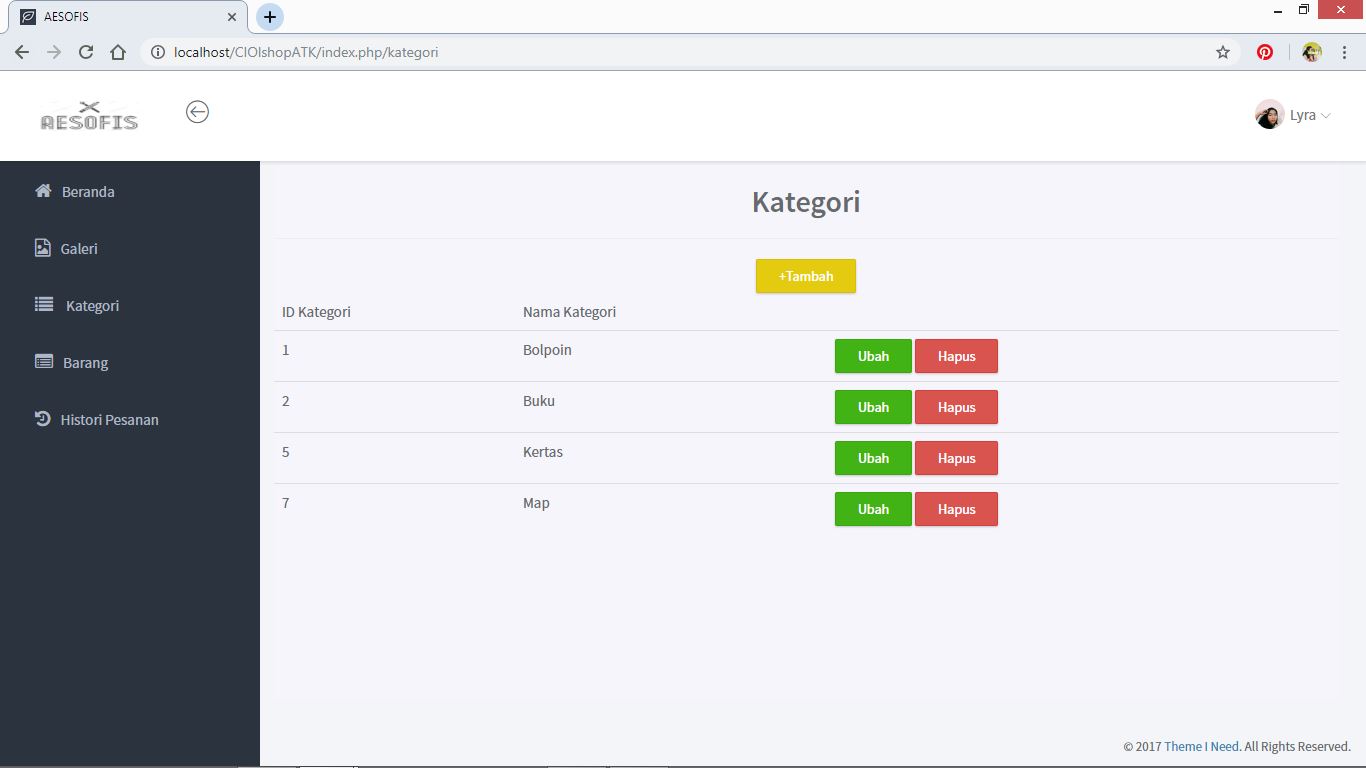 AESOFIS
localhost/CIOlshopATK/index.php/kategori
AESOFIS
Lyra
Beranda
Galeri
Kategori
Barang
Histori Pesanan
Kategori
+Tambah
ID Kategori Nama Kategori
1 Bolpoin Ubah Hapus
2 Buku Ubah Hapus
5 Kertas Ubah Hapus
7 Map Ubah Hapus
© 2017 Theme I Need. All Rights Reserved.